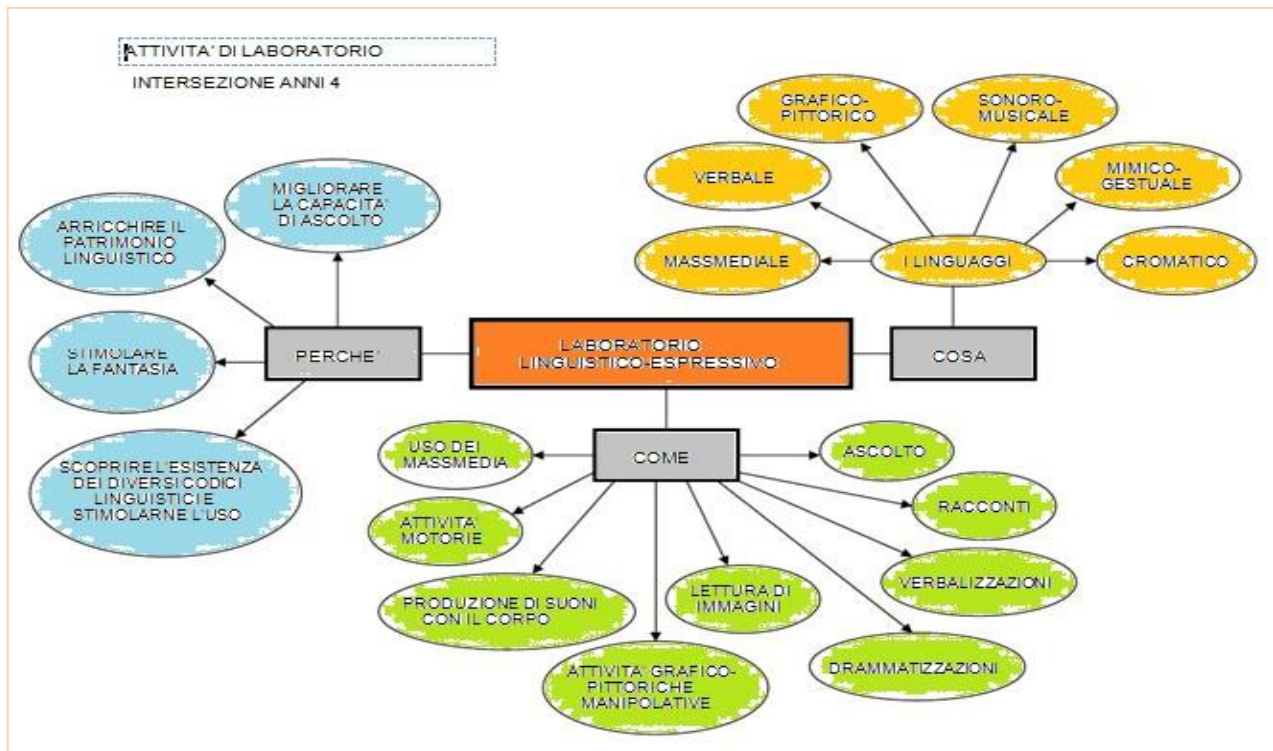 ATTIVITA' DI LABORATORIO
INTERSEZIONE ANNI 4
GRAFICO-
PITTORICO
SONORO-
MUSICALE
VERBALE
MIMICO-
GESTUALE
MASSMEDIALE
I LINGUAGGI
CROMATICO
MIGLIORARE
LA CAPACITA'
DI ASCOLTO
ARRICCHIRE IL
PATRIMONIO
LINGUISTICO
STIMOLARE
LA FANTASIA
SCOPRIRE L'ESISTENZA
DEI DIVERSI CODICI
LINGUISTICI E
STIMOLARNE L'USO
PERCHE'
LABORATORIO
LINGUISTICO-ESPRESSIVO
COSA
COME
USO DEI
MASSMEDIA
ATTIVITA'
MOTORIE
PRODUZIONE DI SUONI
CON IL CORPO
ATTIVITA' GRAFICO-
PITTORICHE
MANIPOLATIVE
LETTURA DI
IMMAGINI
DRAMMATIZZAZIONI
VERBALIZZAZIONI
RACCONTI
ASCOLTO